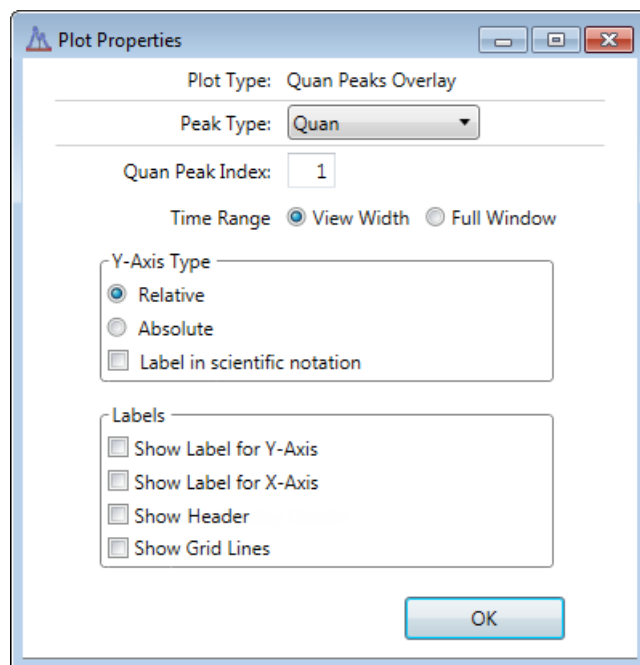 Plot Properties
Plot Type: Quan Peaks Overlay
Peak Type: Quan
Quan Peak Index: 1
Time Range View Width Full Window
Y-Axis Type
Relative
Absolute
Label in scientific notation
Labels
Show Label for Y-Axis
Show Label for X-Axis
Show Header
Show Grid Lines
OK